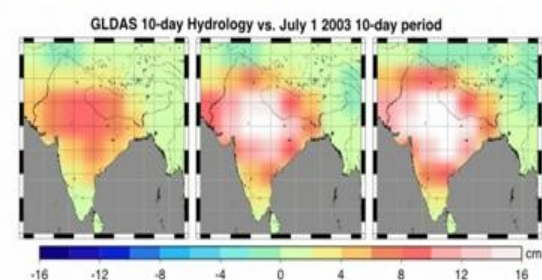 GLDAS 10-day Hydrology vs. July 1 2003 10-day period
-16 -12 -8 -4 0 4 8 12 16 cm